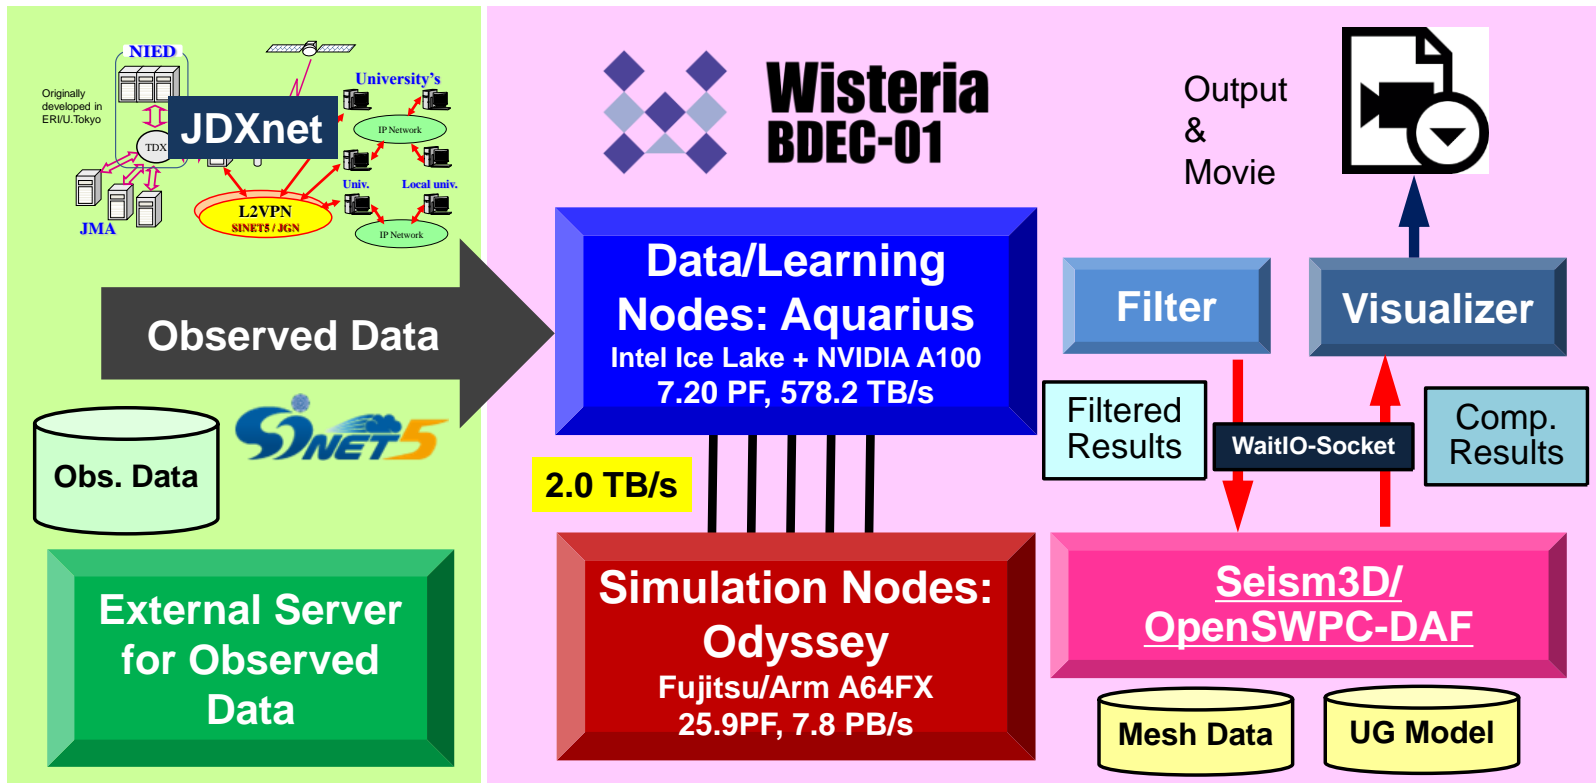 NIED
Originally
developed in
ERI/U.Tokyo
JDXnet
TDX
JMA
University's
IP Network
Univ.
Local univ.
L2VPN
SINET5 / JGN
IP Network
Observed Data
SINET5
Obs. Data
External Server
for Observed
Data
Wisteria
BDEC-01
Data/Learning
Nodes: Aquarius
Intel Ice Lake + NVIDIA A100
7.20 PF, 578.2 TB/s
2.0 TB/s
Simulation Nodes:
Odyssey
Fujitsu/Arm A64FX
25.9PF, 7.8 PB/s
Output
&
Movie
Filter
Visualizer
Filtered
Results
WaitIO-Socket
Comp.
Results
Seism3D/
OpenSWPC-DAF
Mesh Data
UG Model